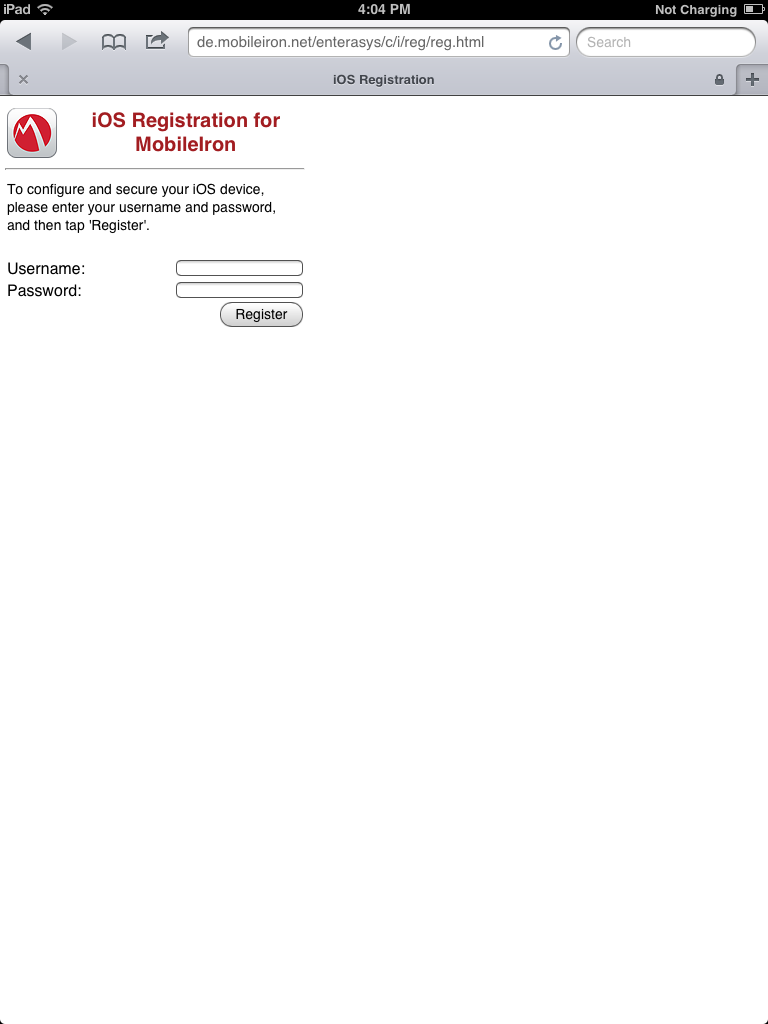 iPad 4:04 PM Not Charging
de.mobileiron.net/enterasys/c/i/reg/reg.html Search
iOS Registration
iOS Registration for
MobileIron
To configure and secure your iOS device,
please enter your username and password,
and then tap 'Register'.
Username:
Password:
Register